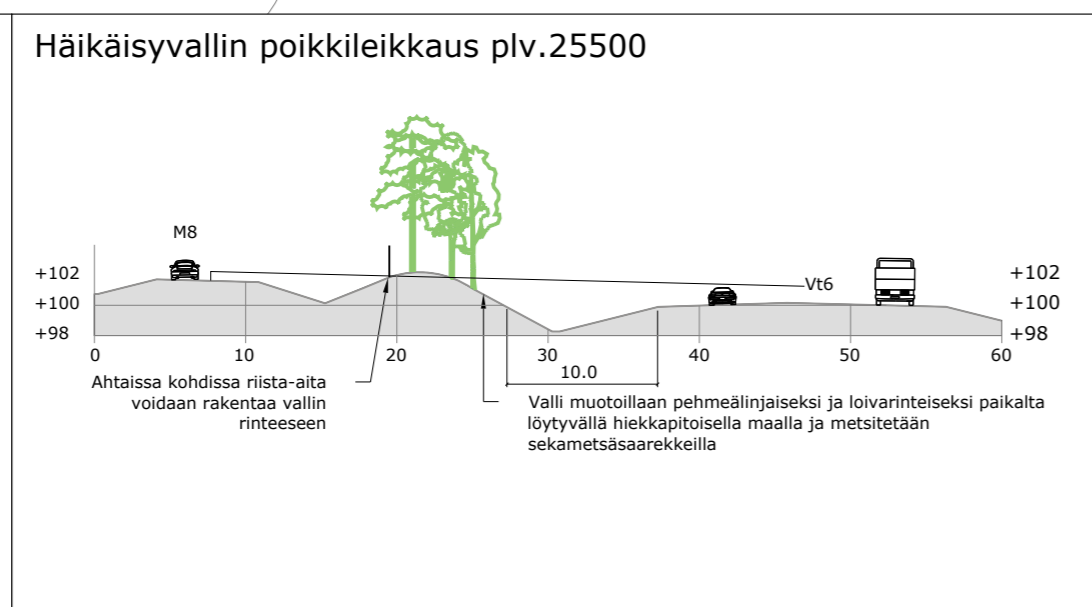 Häikäisyvallin poikkileikkaus plv.25500
M8
+102
+100
+98
Vt6
+102
+100
+98
0
10
20
30
40
50
60
10.0
Ahtaissa kohdissa riista-aita
voidaan rakentaa vallin
rinteeseen
Valli muotoillaan pehmeälinjaiseksi ja loivarinteiseksi paikalta
löytyvällä hiekkapitoisella maalla ja metsitetään
sekametsäsaarekkeilla